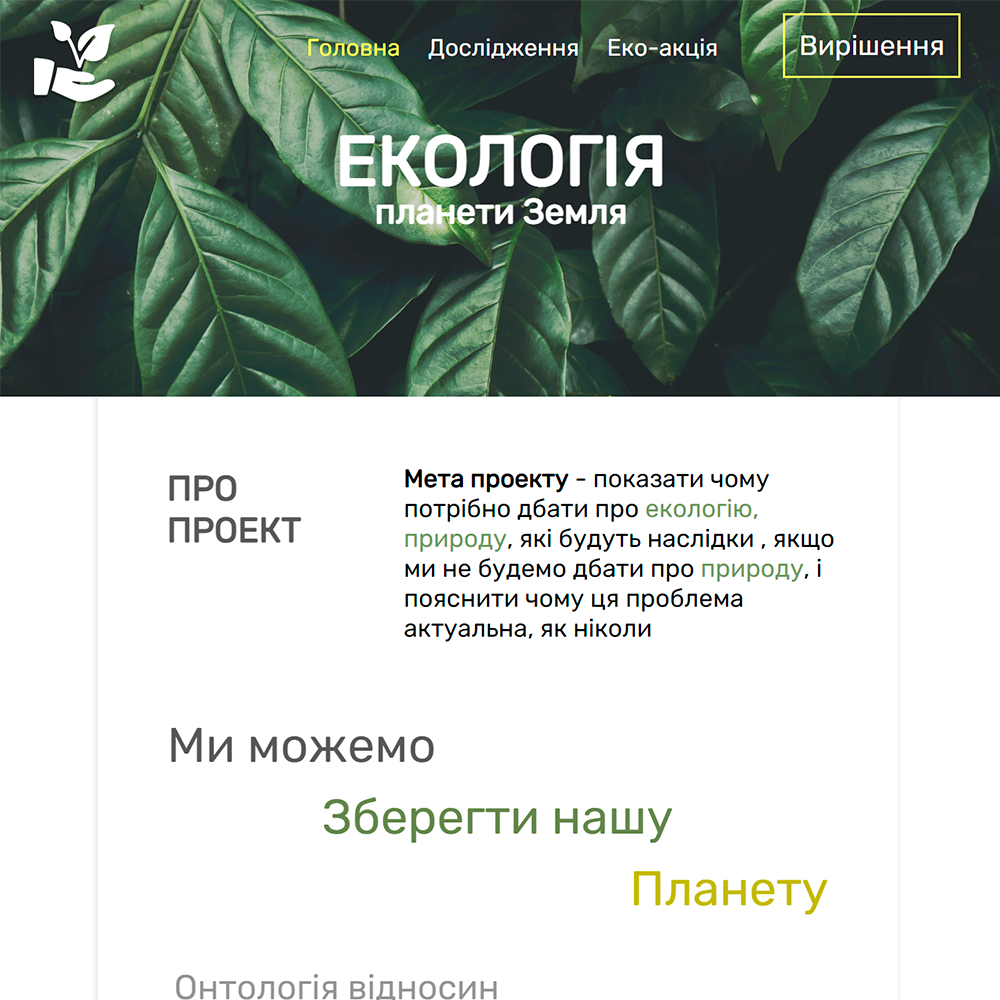 Головна Дослідження Еко-акція Вирішення
ЕКОЛОГІЯ
планети Земля
ПРО
ПРОЕКТ
Мета проекту - показати чому
потрібно дбати про екологію,
природу, які будуть наслідки , якщо
ми не будемо дбати про природу, і
пояснити чому ця проблема
актуальна, як ніколи
Ми можемо
Зберегти нашу
Планету
Онтологія відносин